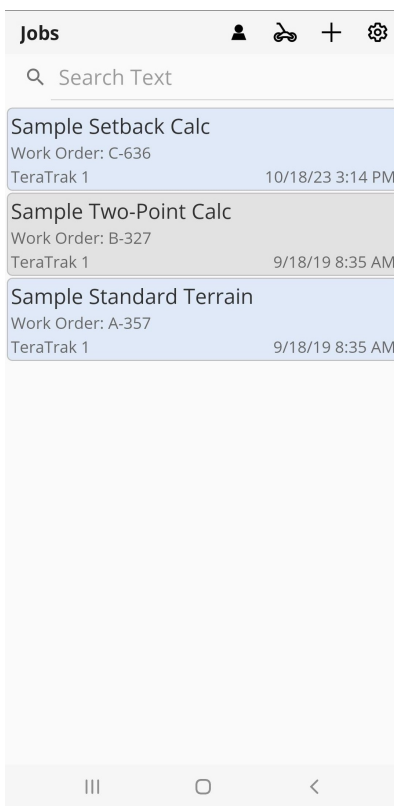 Jobs
Search Text
Sample Setback Calc
Work Order: C-636
TeraTrak 1 10/18/23 3:14 PM
Sample Two-Point Calc
Work Order: B-327
TeraTrak 1 9/18/19 8:35 AM
Sample Standard Terrain
Work Order: A-357
TeraTrak 1 9/18/19 8:35 AM